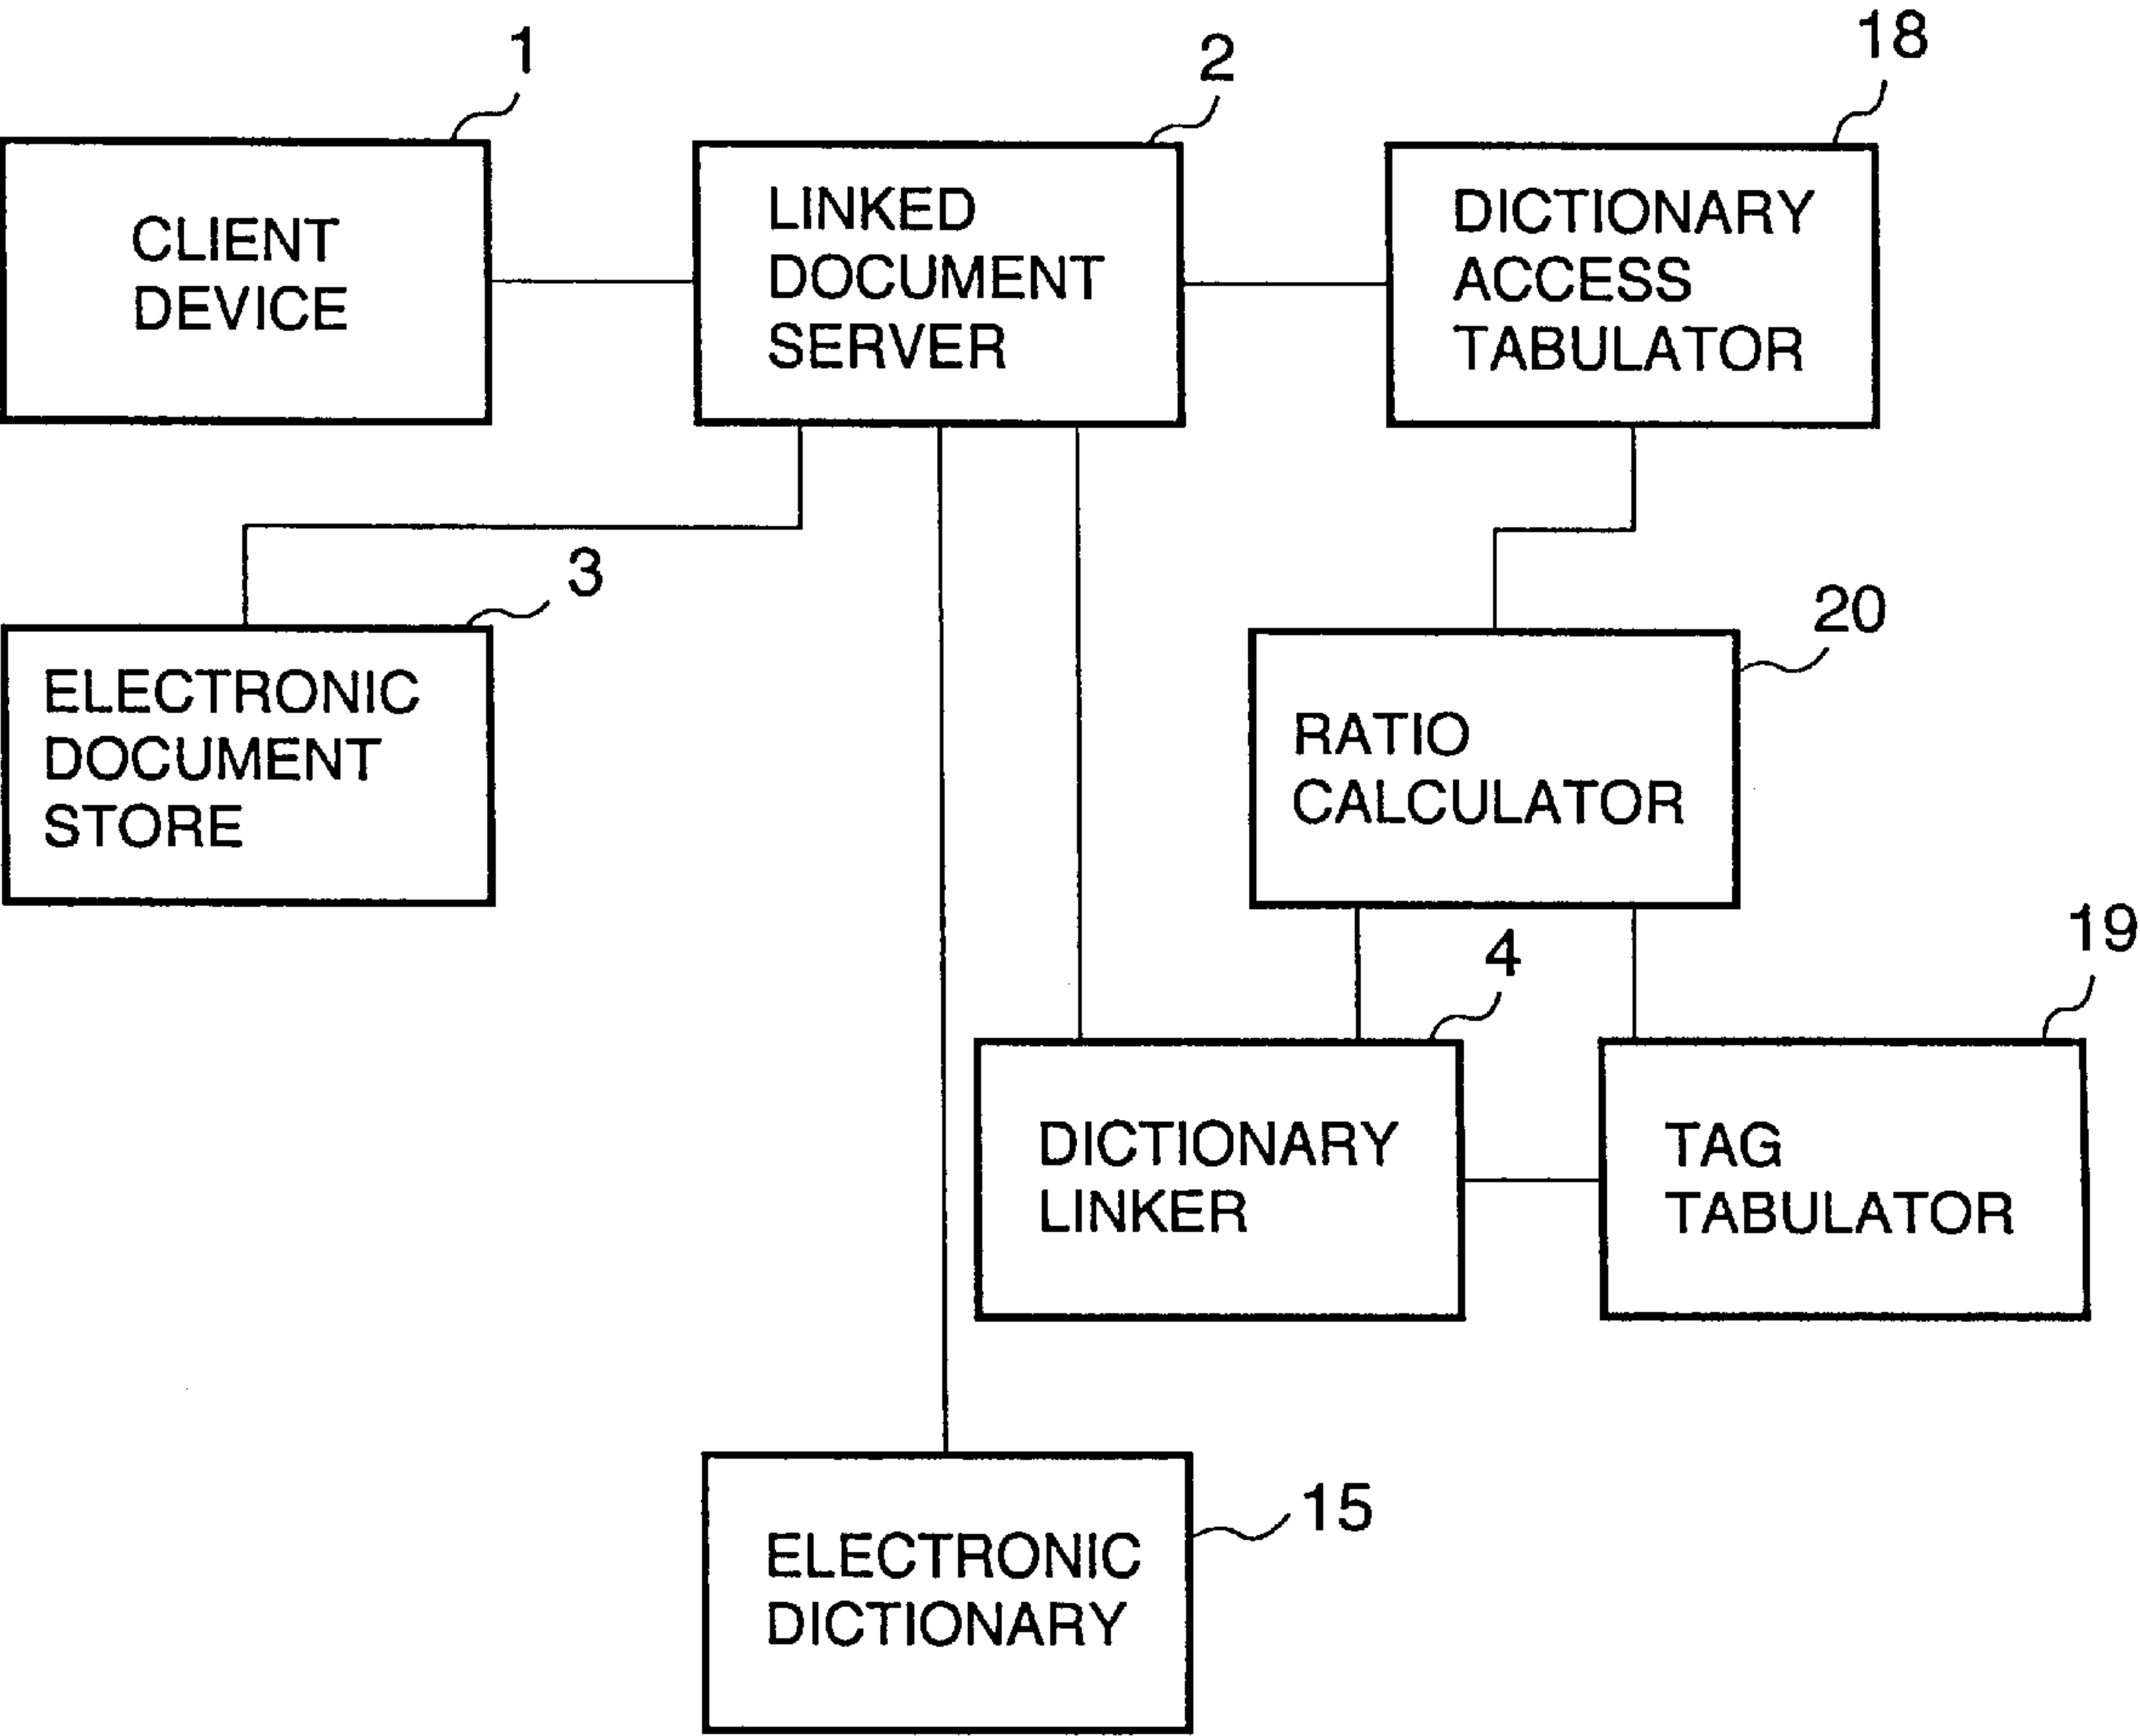 1
CLIENT
DEVICE
2
LINKED
DOCUMENT
SERVER
18
DICTIONARY
ACCESS
TABULATOR
3
ELECTRONIC
DOCUMENT
STORE
20
RATIO
CALCULATOR
4
DICTIONARY
LINKER
19
TAG
TABULATOR
15
ELECTRONIC
DICTIONARY